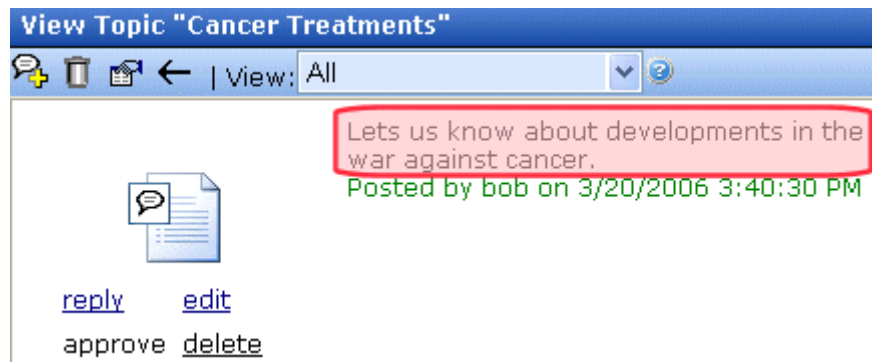 View Topic "Cancer Treatments"
| View: All
Lets us know about developments in the
war against cancer.
Posted by bob on 3/20/2006 3:40:30 PM
reply edit
approve delete